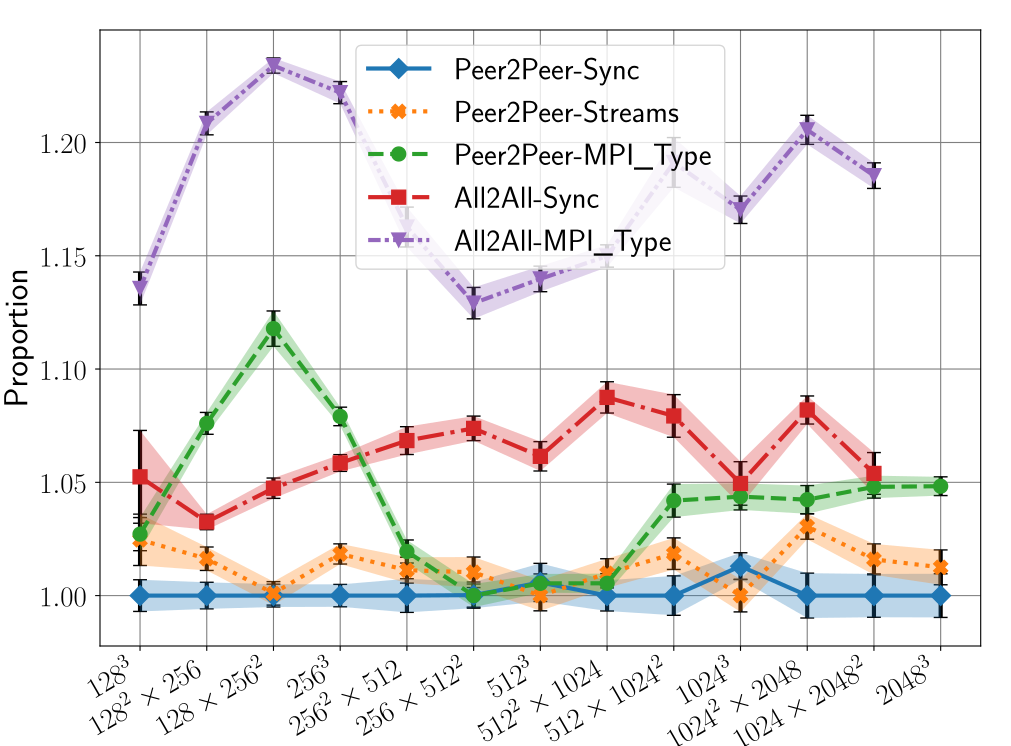 Peer2Peer-Sync
Peer2Peer-Streams
Peer2Peer-MPI_Type
All2All-Sync
All2All-MPI_Type
Proportion
1.20
1.15
1.10
1.05
1.00
128³
128² × 256
128 × 256²
256³
256² × 512
256 × 512²
512³
512² × 1024
512 × 1024²
1024³
1024² × 2048
1024 × 2048²
2048³